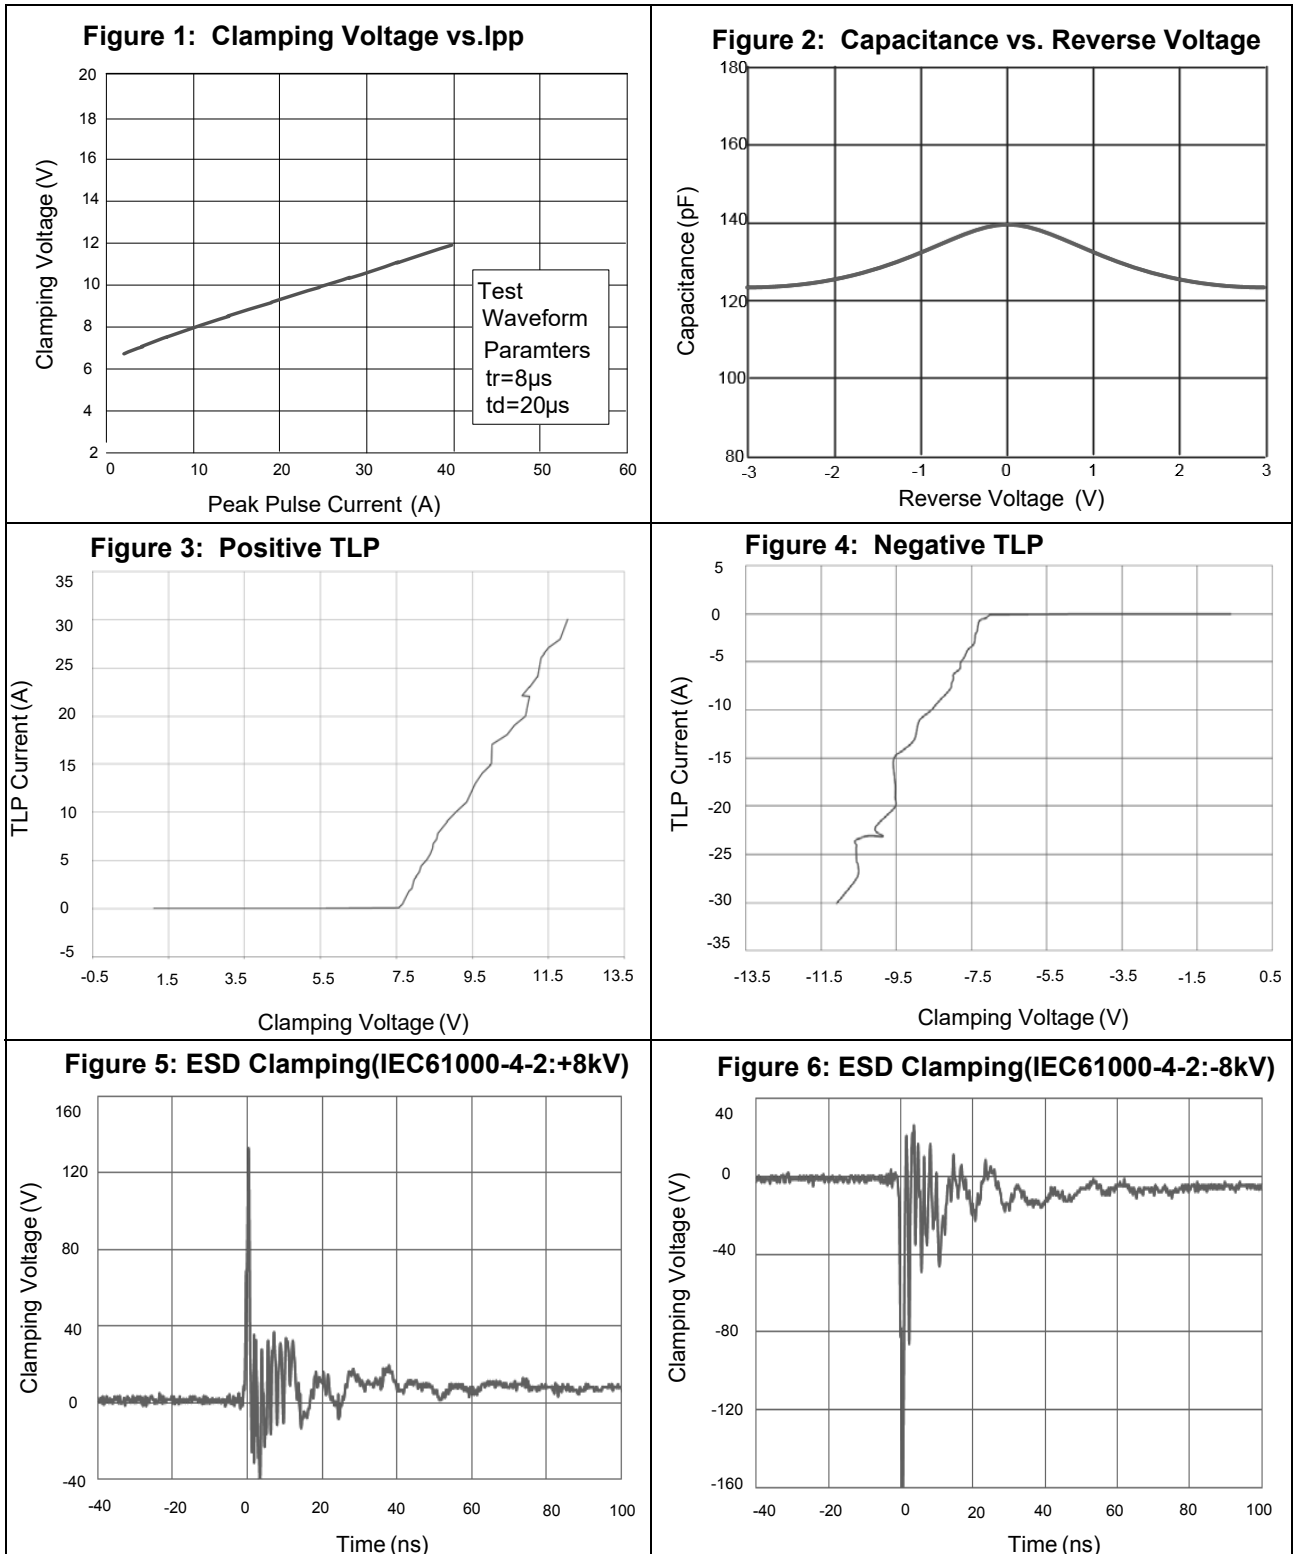 Figure 1: Clamping Voltage vs.Ipp
20
18
16
14
12
10
8
6
4
2
Clamping Voltage (V)
Test
Waveform
Paramters
tr=8µs
td=20µs
0 10 20 30 40 50 60
Peak Pulse Current (A)
Figure 2: Capacitance vs. Reverse Voltage
180
160
140
120
100
80
Capacitance (pF)
-3 -2 -1 0 1 2 3
Reverse Voltage (V)
Figure 3: Positive TLP
35
30
25
20
15
10
5
0
-5
TLP Current (A)
-0.5 1.5 3.5 5.5 7.5 9.5 11.5 13.5
Clamping Voltage (V)
Figure 4: Negative TLP
5
0
-5
-10
-15
-20
-25
-30
-35
TLP Current (A)
-13.5 -11.5 -9.5 -7.5 -5.5 -3.5 -1.5 0.5
Clamping Voltage (V)
Figure 5: ESD Clamping(IEC61000-4-2:+8kV)
160
120
80
40
0
-40
Clamping Voltage (V)
-40 -20 0 20 40 60 80 100
Time (ns)
Figure 6: ESD Clamping(IEC61000-4-2:-8kV)
40
0
-40
-80
-120
-160
Clamping Voltage (V)
-40 -20 0 20 40 60 80 100
Time (ns)